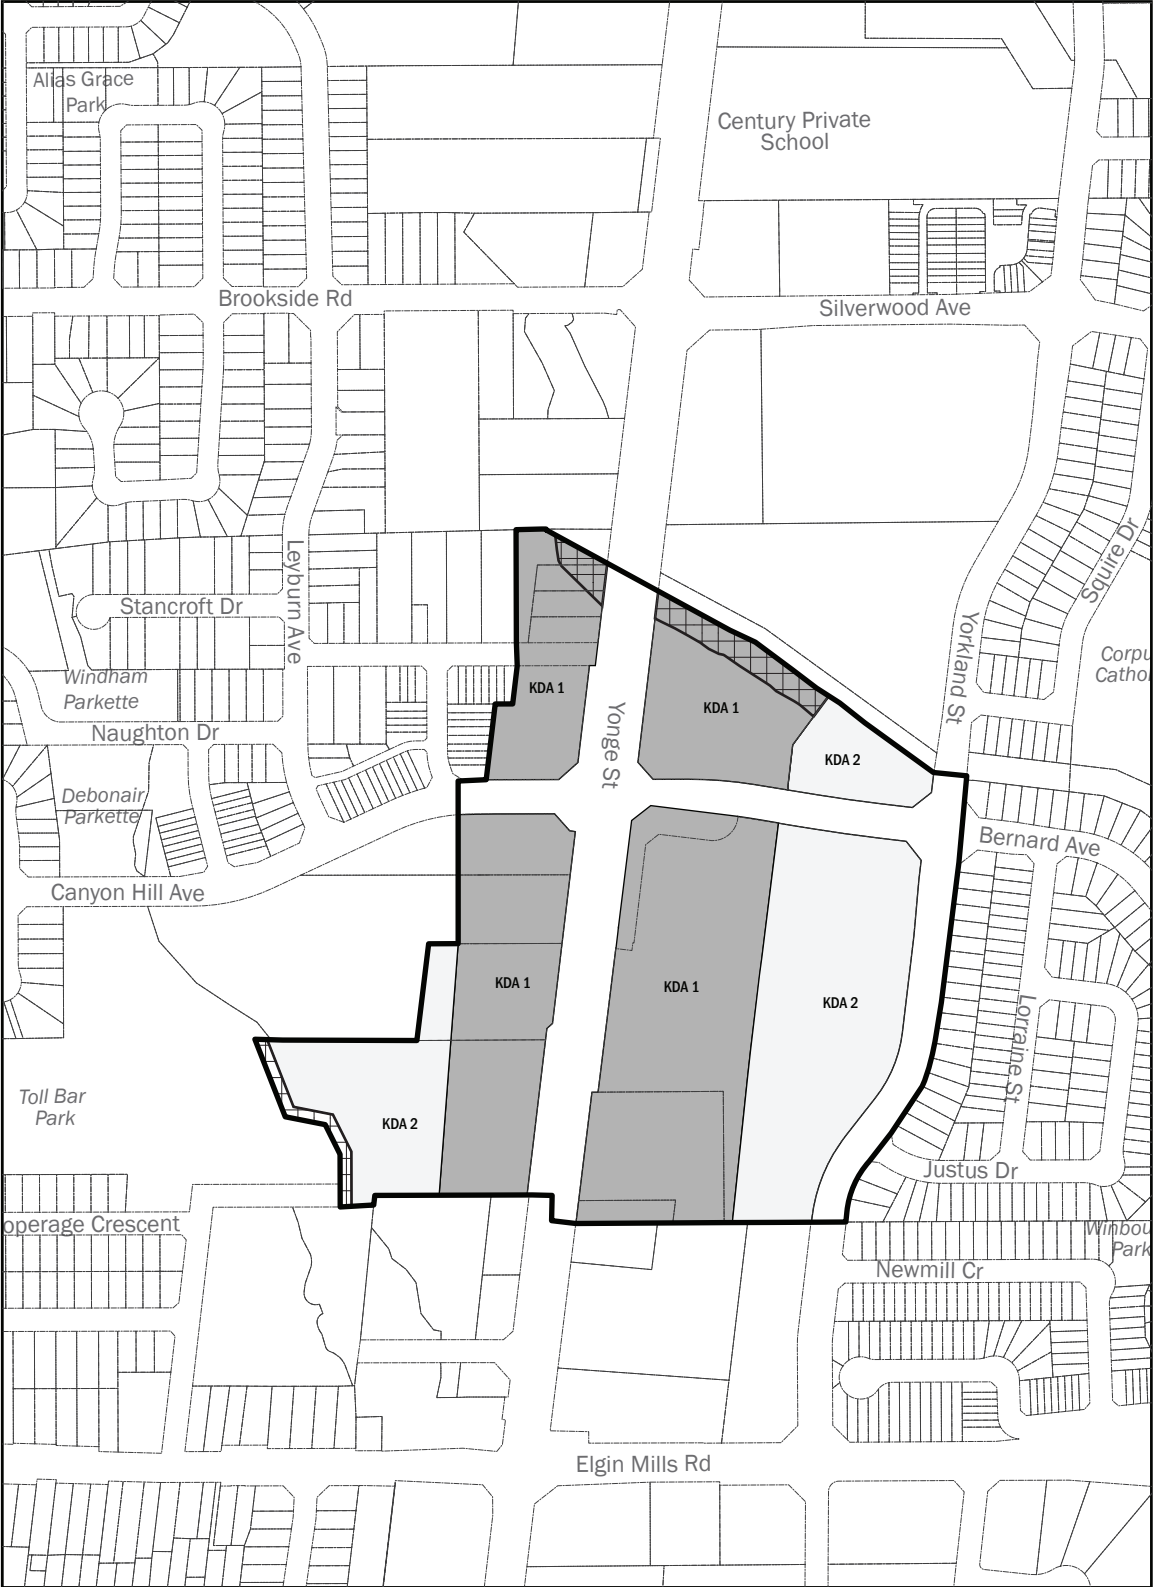 Alias Grace
Park
Century Private
School
Brookside Rd
Silverwood Ave
Leyburn Ave
Stancroft Dr
Squire Dr
Yorkland St
Corpu
Catho
Windham
Parkette
Naughton Dr
KDA 1
Yonge St
KDA 1
KDA 2
Debonair
Parkette
Bernard Ave
Canyon Hill Ave
KDA 1
KDA 1
KDA 2
Lorraine St
Toll Bar
Park
KDA 2
Justus Dr
operage Crescent
Winbou
Park
Newmill Cr
Elgin Mills Rd